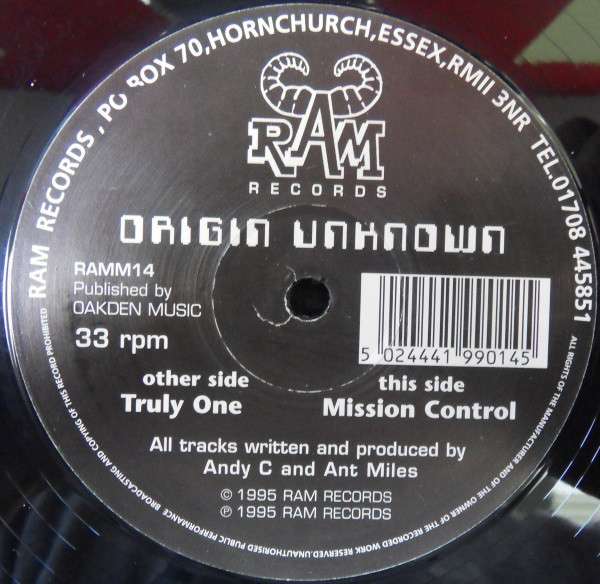 RAM RECORDS , PO BOX 70,HORNCHURCH,ESSEX,RM11 3NR TEL.01708 445851
RAM
RECORDS
ORIGIN UNKNOWN
RAMM14
Published by
OAKDEN MUSIC
33 rpm
5 024441 990145
other side
Truly One
this side
Mission Control
All tracks written and produced by
Andy C and Ant Miles
© 1995 RAM RECORDS
℗ 1995 RAM RECORDS
ALL RIGHTS OF THE MANUFACTURER AND OF THE OWNER OF THE RECORDED WORK RESERVED.UNAUTHORISED PUBLIC PERFORMANCE BROADCASTING AND COPYING OF THIS RECORD PROHIBITED